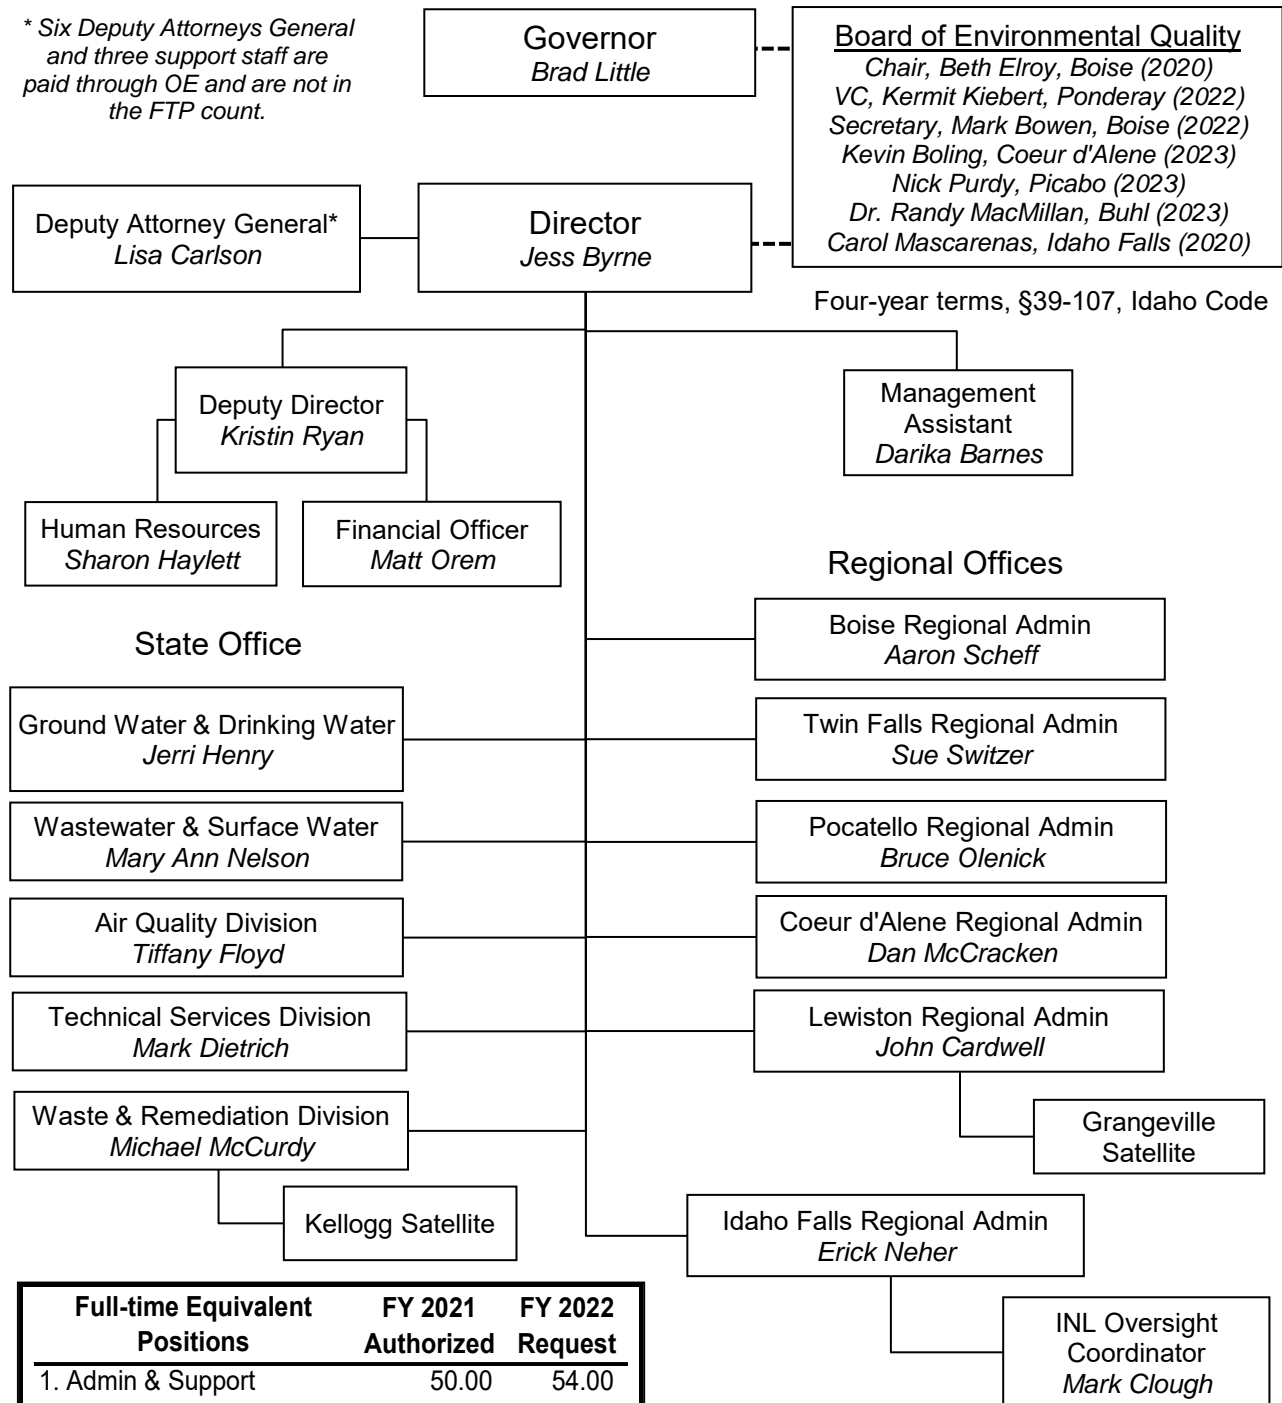 * Six Deputy Attorneys General
and three support staff are
paid through OE and are not in
the FTP count.
Governor
Brad Little
Board of Environmental Quality
Chair, Beth Elroy, Boise (2020)
VC, Kermit Kiebert, Ponderay (2022)
Secretary, Mark Bowen, Boise (2022)
Kevin Boling, Coeur d'Alene (2023)
Nick Purdy, Picabo (2023)
Dr. Randy MacMillan, Buhl (2023)
Carol Mascarenas, Idaho Falls (2020)
Four-year terms, §39-107, Idaho Code
Deputy Attorney General*
Lisa Carlson
Director
Jess Byrne
Deputy Director
Kristin Ryan
Management
Assistant
Darika Barnes
Human Resources
Sharon Haylett
Financial Officer
Matt Orem
State Office
Ground Water & Drinking Water
Jerri Henry
Wastewater & Surface Water
Mary Ann Nelson
Air Quality Division
Tiffany Floyd
Technical Services Division
Mark Dietrich
Waste & Remediation Division
Michael McCurdy
Kellogg Satellite
Regional Offices
Boise Regional Admin
Aaron Scheff
Twin Falls Regional Admin
Sue Switzer
Pocatello Regional Admin
Bruce Olenick
Coeur d'Alene Regional Admin
Dan McCracken
Lewiston Regional Admin
John Cardwell
Grangeville
Satellite
Idaho Falls Regional Admin
Erick Neher
INL Oversight
Coordinator
Mark Clough
Full-time Equivalent FY 2021 FY 2022
Positions Authorized Request
1. Admin & Support 50.00 54.00